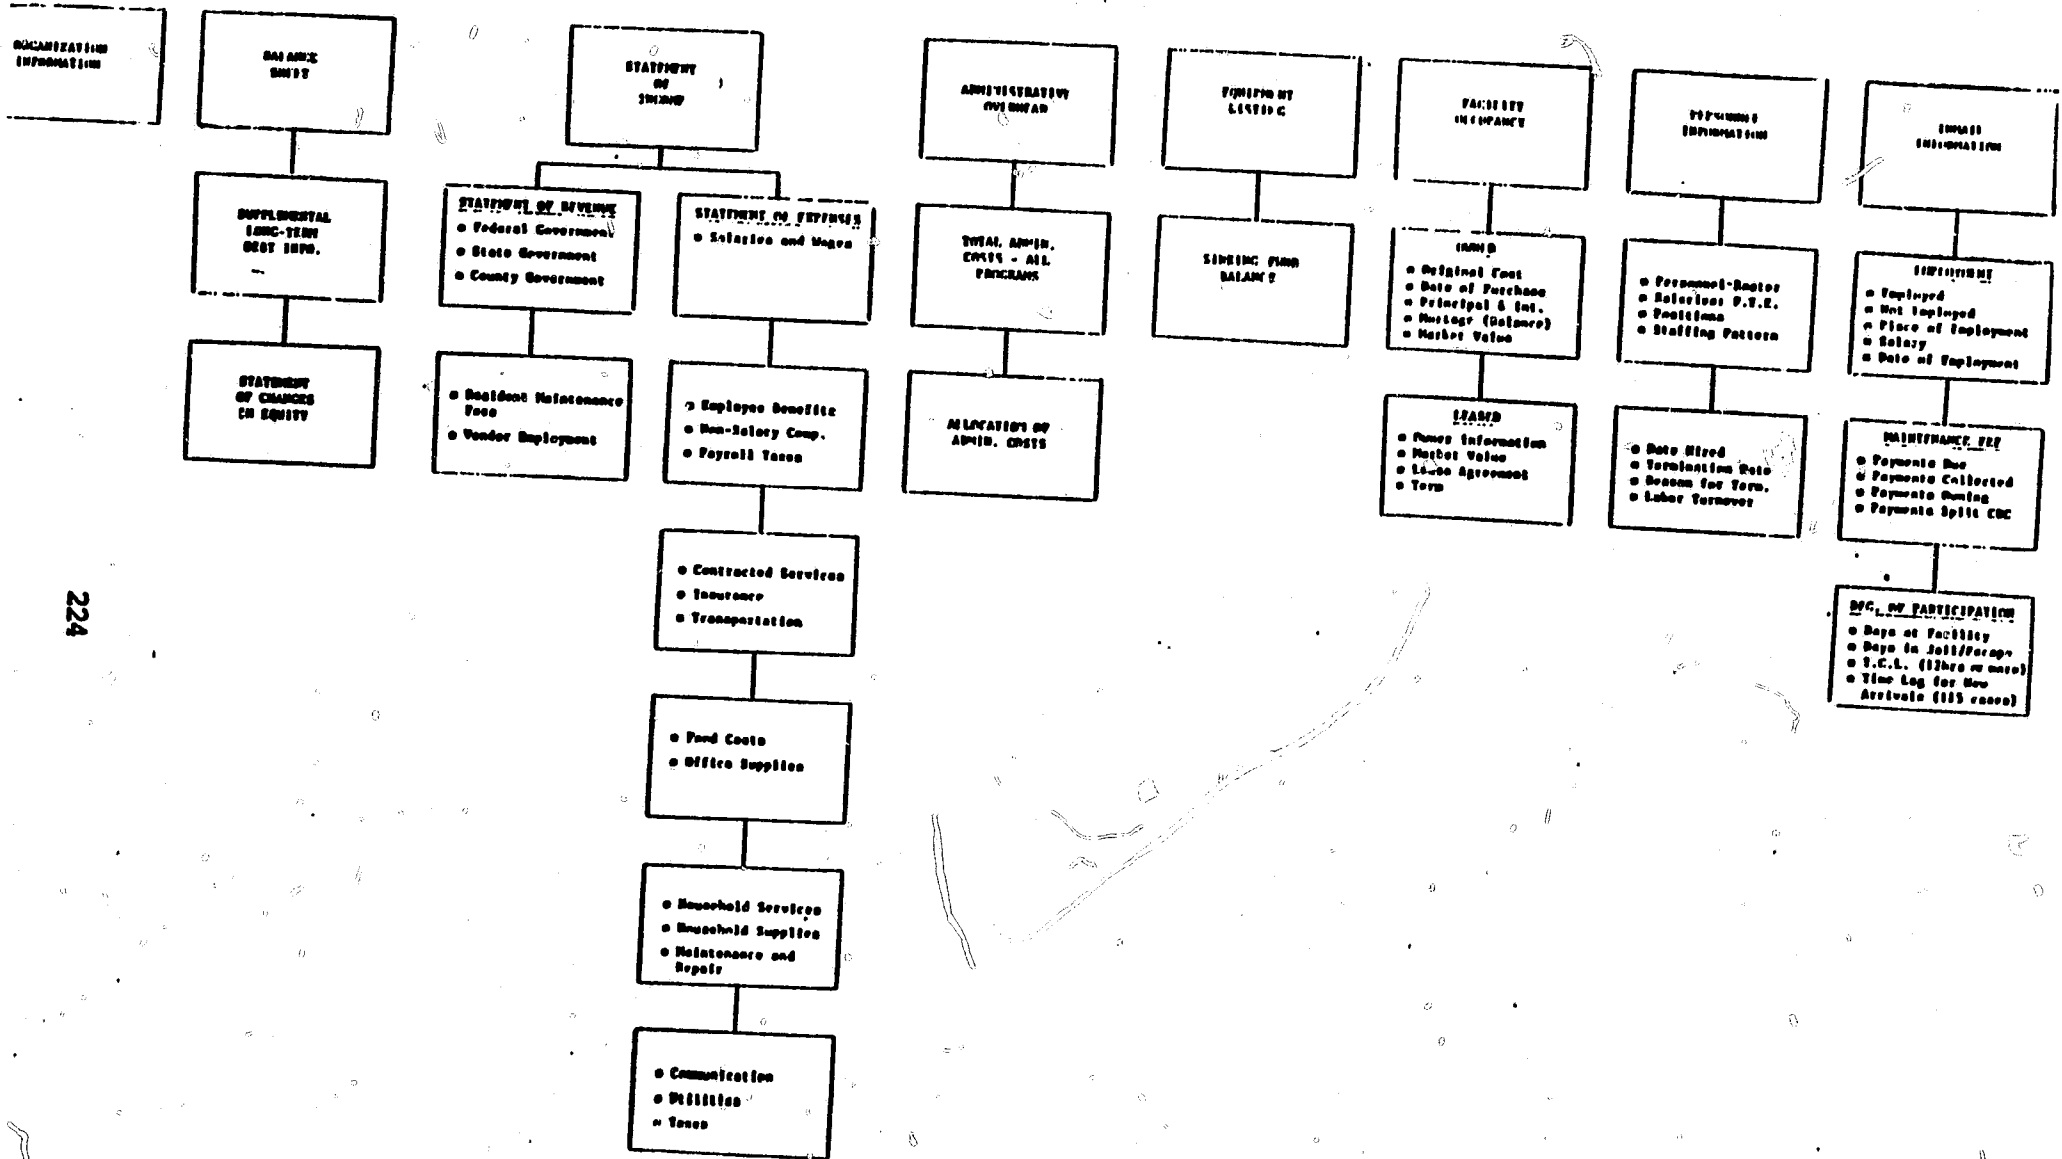 ORGANIZATION
INFORMATION
BALANCE
SHEET
SUPPLEMENTAL
LONG-TERM
DEBT INFO.
STATEMENT
OF CHANGES
IN EQUITY
STATEMENT
OF
INCOME
STATEMENT OF REVENUE
• Federal Government
• State Government
• County Government
• Resident Maintenance
Fees
• Vendor Employment
STATEMENT OF EXPENSES
• Salaries and Wages
• Employee Benefits
• Non-Salary Comp.
• Payroll Taxes
• Contracted Services
• Insurance
• Transportation
• Food Costs
• Office Supplies
• Household Services
• Household Supplies
• Maintenance and
Repair
• Communication
• Utilities
• Taxes
ADMINISTRATIVE
OVERHEAD
TOTAL ADMIN.
COSTS - ALL
PROGRAMS
ALLOCATION OF
ADMIN. COSTS
EQUIPMENT
LISTING
SINKING FUND
BALANCE
FACILITY
OCCUPANCY
OWNED
• Original Cost
• Date of Purchase
• Principal & Int.
• (Balance)
• Market Value
LEASED
• Owner Information
• Market Value
• Lease Agreement
• Term
PERSONNEL
INFORMATION
• Personnel-Roster
• Salaries: F.T.E.
• Positions
• Staffing Pattern
• Date Hired
• Termination Rate
• Reason for Term.
• Labor Turnover
INMATE
INFORMATION
EMPLOYMENT
• Employed
• Not Employed
• Place of Employment
• Salary
• Date of Employment
MAINTENANCE FEE
• Payments Due
• Payments Collected
• Payments Owing
• Payments Split CDC
DEG. OF PARTICIPATION
• Days at Facility
• Days in Jail/Escape
• T.C.L. (12hrs or more)
• Time Lag for New
Arrivals (115 cases)
224